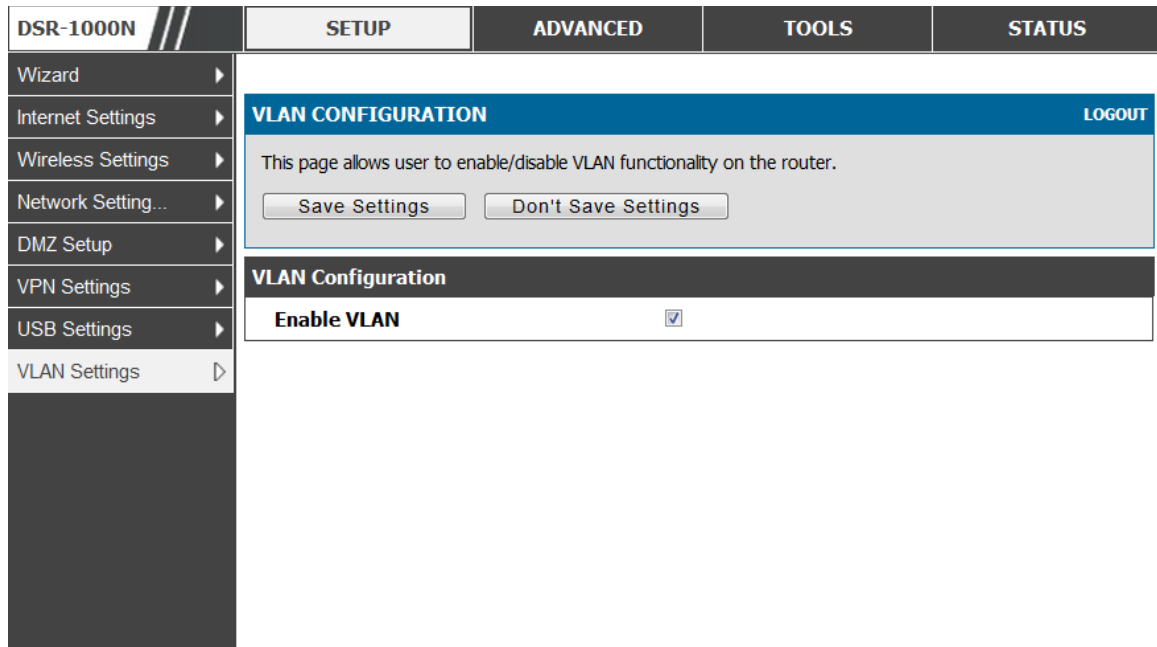 DSR-1000N
SETUP
ADVANCED
TOOLS
STATUS
Wizard
Internet Settings
Wireless Settings
Network Setting...
DMZ Setup
VPN Settings
USB Settings
VLAN Settings
VLAN CONFIGURATION
LOGOUT
This page allows user to enable/disable VLAN functionality on the router.
Save Settings
Don't Save Settings
VLAN Configuration
Enable VLAN